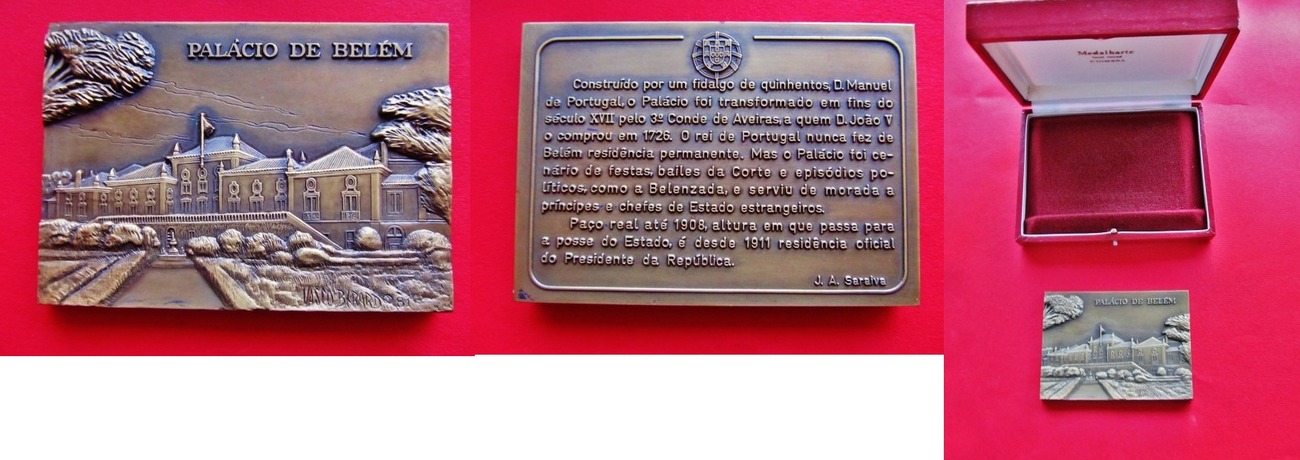 PALÁCIO DE BELÉM
VASCO BERARDO 81
Construído por um fidalgo de quinhentos, D. Manuel
de Portugal, o Palácio foi transformado em fins do
século XVII pelo 3º Conde de Aveiras, a quem D. João V
o comprou em 1726. O rei de Portugal nunca fez de
Belém residência permanente. Mas o Palácio foi ce-
nário de festas, bailes da Corte e episódios po-
líticos, como a Belenzada, e serviu de morada a
príncipes e chefes de Estado estrangeiros.
Paço real até 1908, altura em que passa para
a posse do Estado, é desde 1911 residência oficial
do Presidente da República.
J. A. Saraiva
Medalharte
COIMBRA
PALÁCIO DE BELÉM